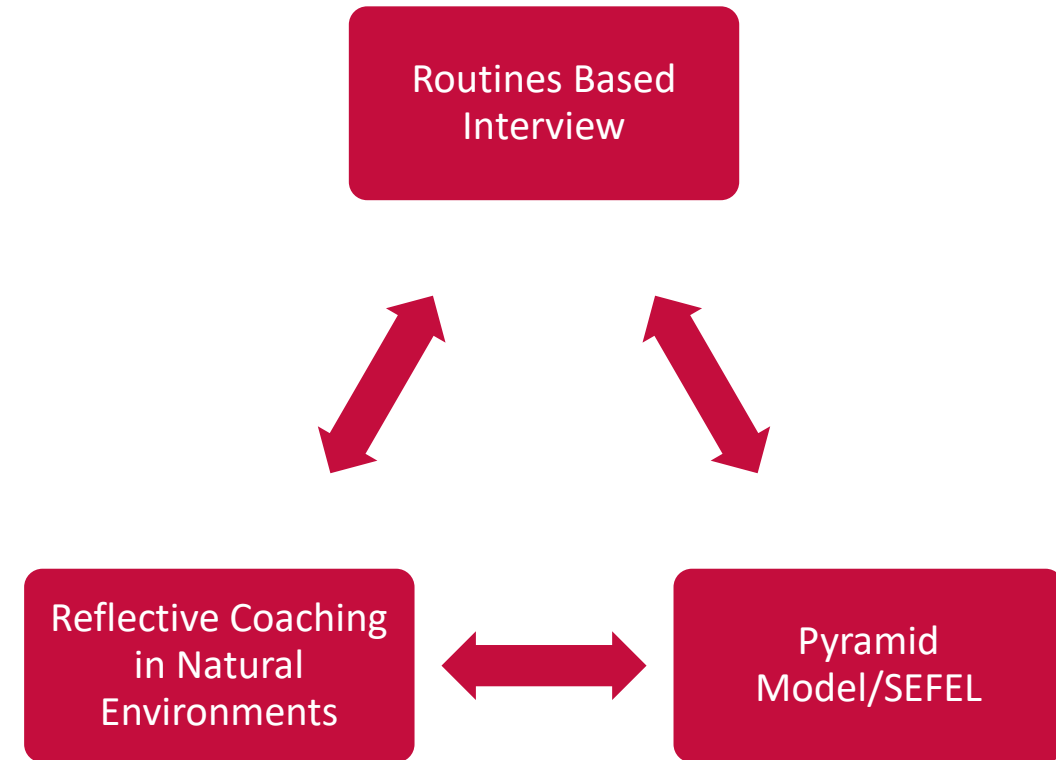 Routines Based
Interview
Reflective Coaching
in Natural
Environments
Pyramid
Model/SEFEL